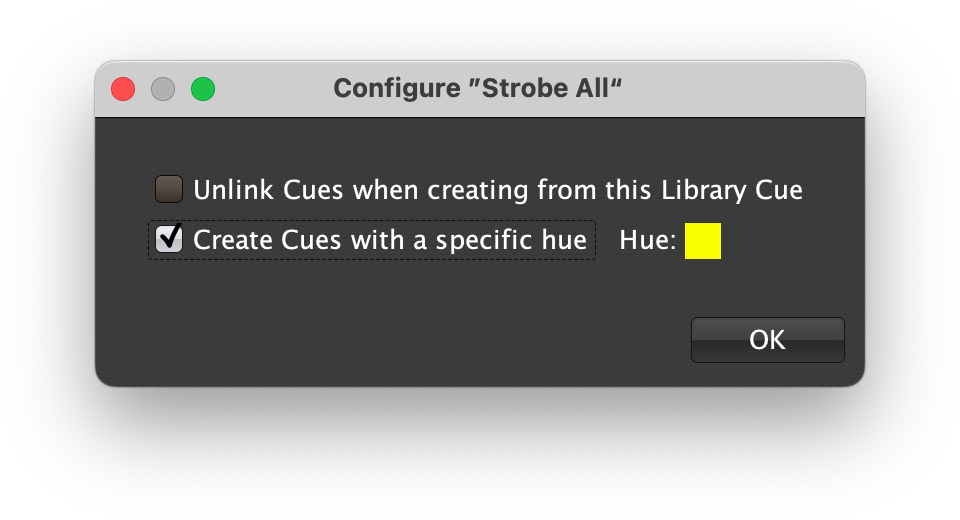 Configure ”Strobe All“
Unlink Cues when creating from this Library Cue
Create Cues with a specific hue Hue:
OK